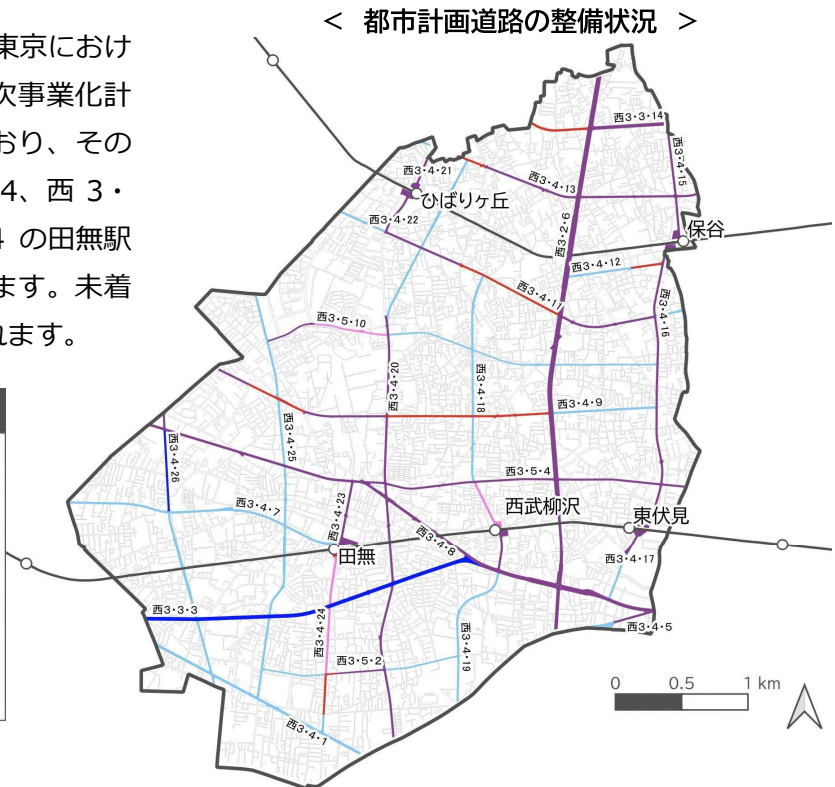 < 都市計画道路の整備状況 >
東京におけ
次事業化計
おり、その
4、西 3・
4 の田無駅
ます。未着
れます。
西3・3・14
西3・4・15
西3・4・21
ひばりヶ丘
西3・4・13
西3・4・22
西3・2・6
保谷
西3・4・12
西3・4・11
西3・4・16
西3・5・10
西3・4・20
西3・4・18
西3・4・9
西3・4・25
西3・4・26
西3・5・4
西3・4・7
西3・4・23
西武柳沢
東伏見
田無
西3・4・8
西3・4・17
西3・3・3
西3・4・24
西3・4・5
西3・4・19
西3・5・2
西3・4・1
0 0.5 1 km